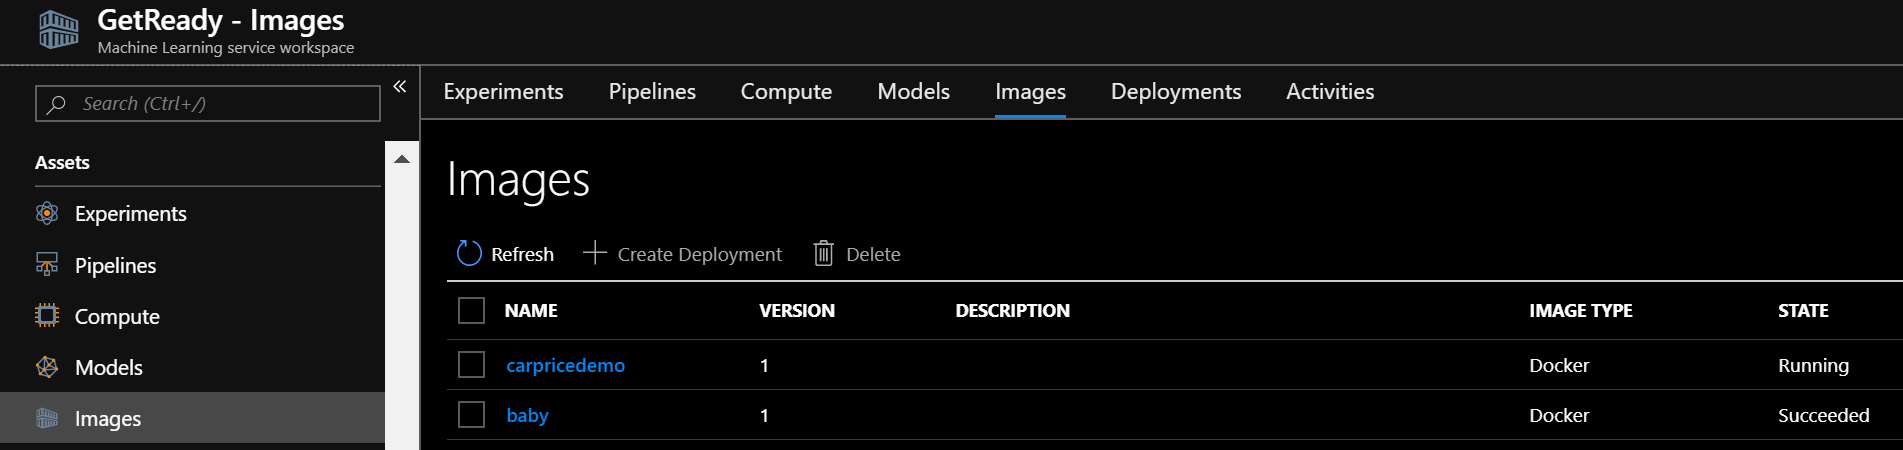 GetReady - Images
Machine Learning service workspace
Search (Ctrl+/)
«
Assets
Experiments
Pipelines
Compute
Models
Images
Experiments Pipelines Compute Models Images Deployments Activities
Images
Refresh Create Deployment Delete
NAME VERSION DESCRIPTION IMAGE TYPE STATE
carpricedemo 1 Docker Running
baby 1 Docker Succeeded